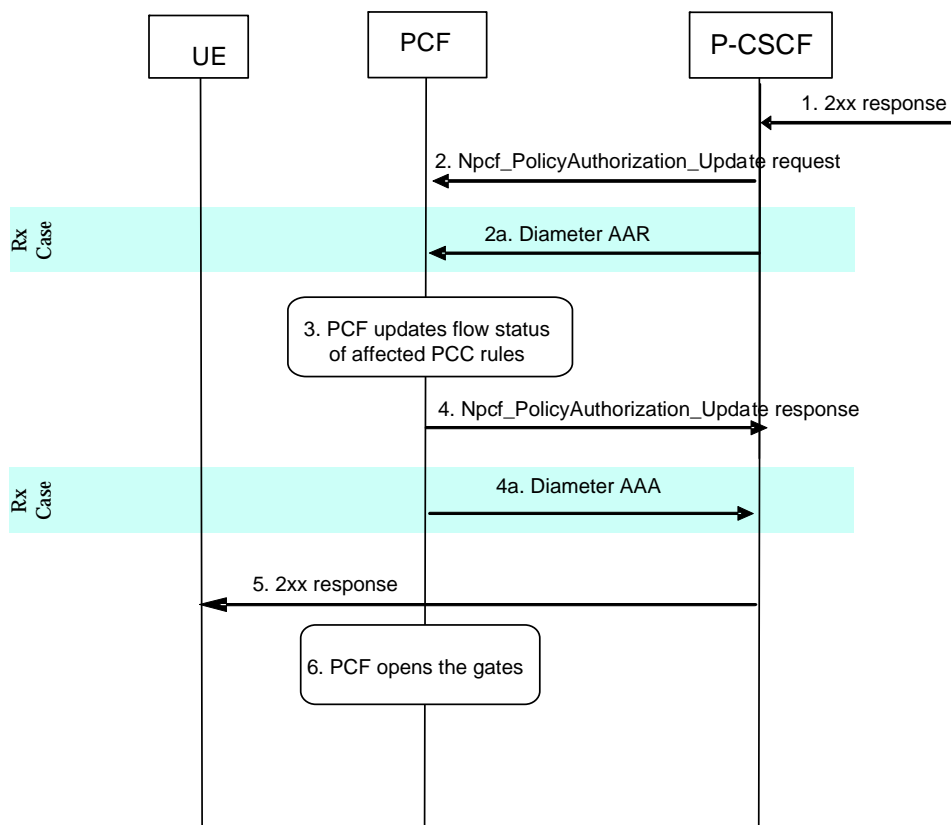 UE
PCF
P-CSCF
1. 2xx response
2. Npcf_PolicyAuthorization_Update request
Rx
Case
2a. Diameter AAR
3. PCF updates flow status
of affected PCC rules
4. Npcf_PolicyAuthorization_Update response
Rx
Case
4a. Diameter AAA
5. 2xx response
6. PCF opens the gates